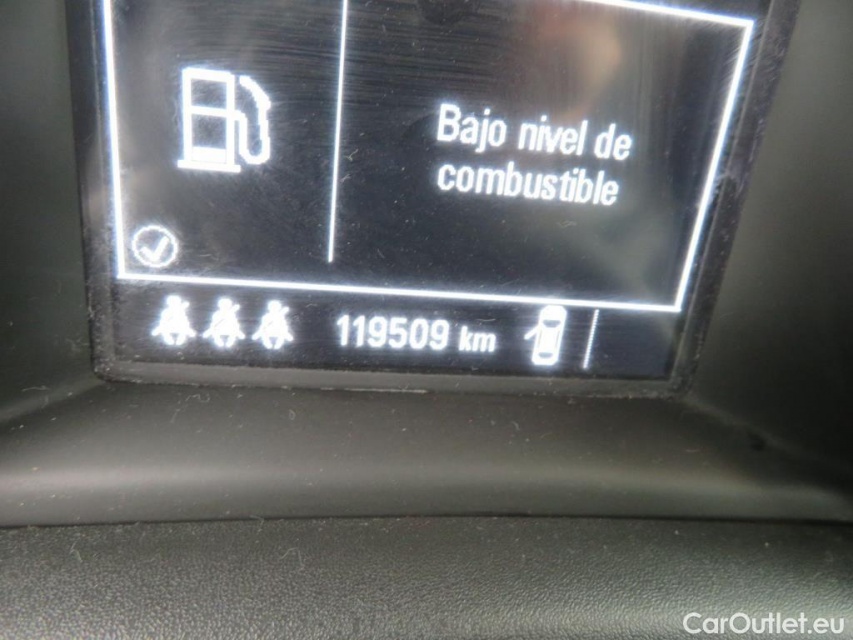 Bajo nivel de
combustible
119509 km
CarOutlet.eu